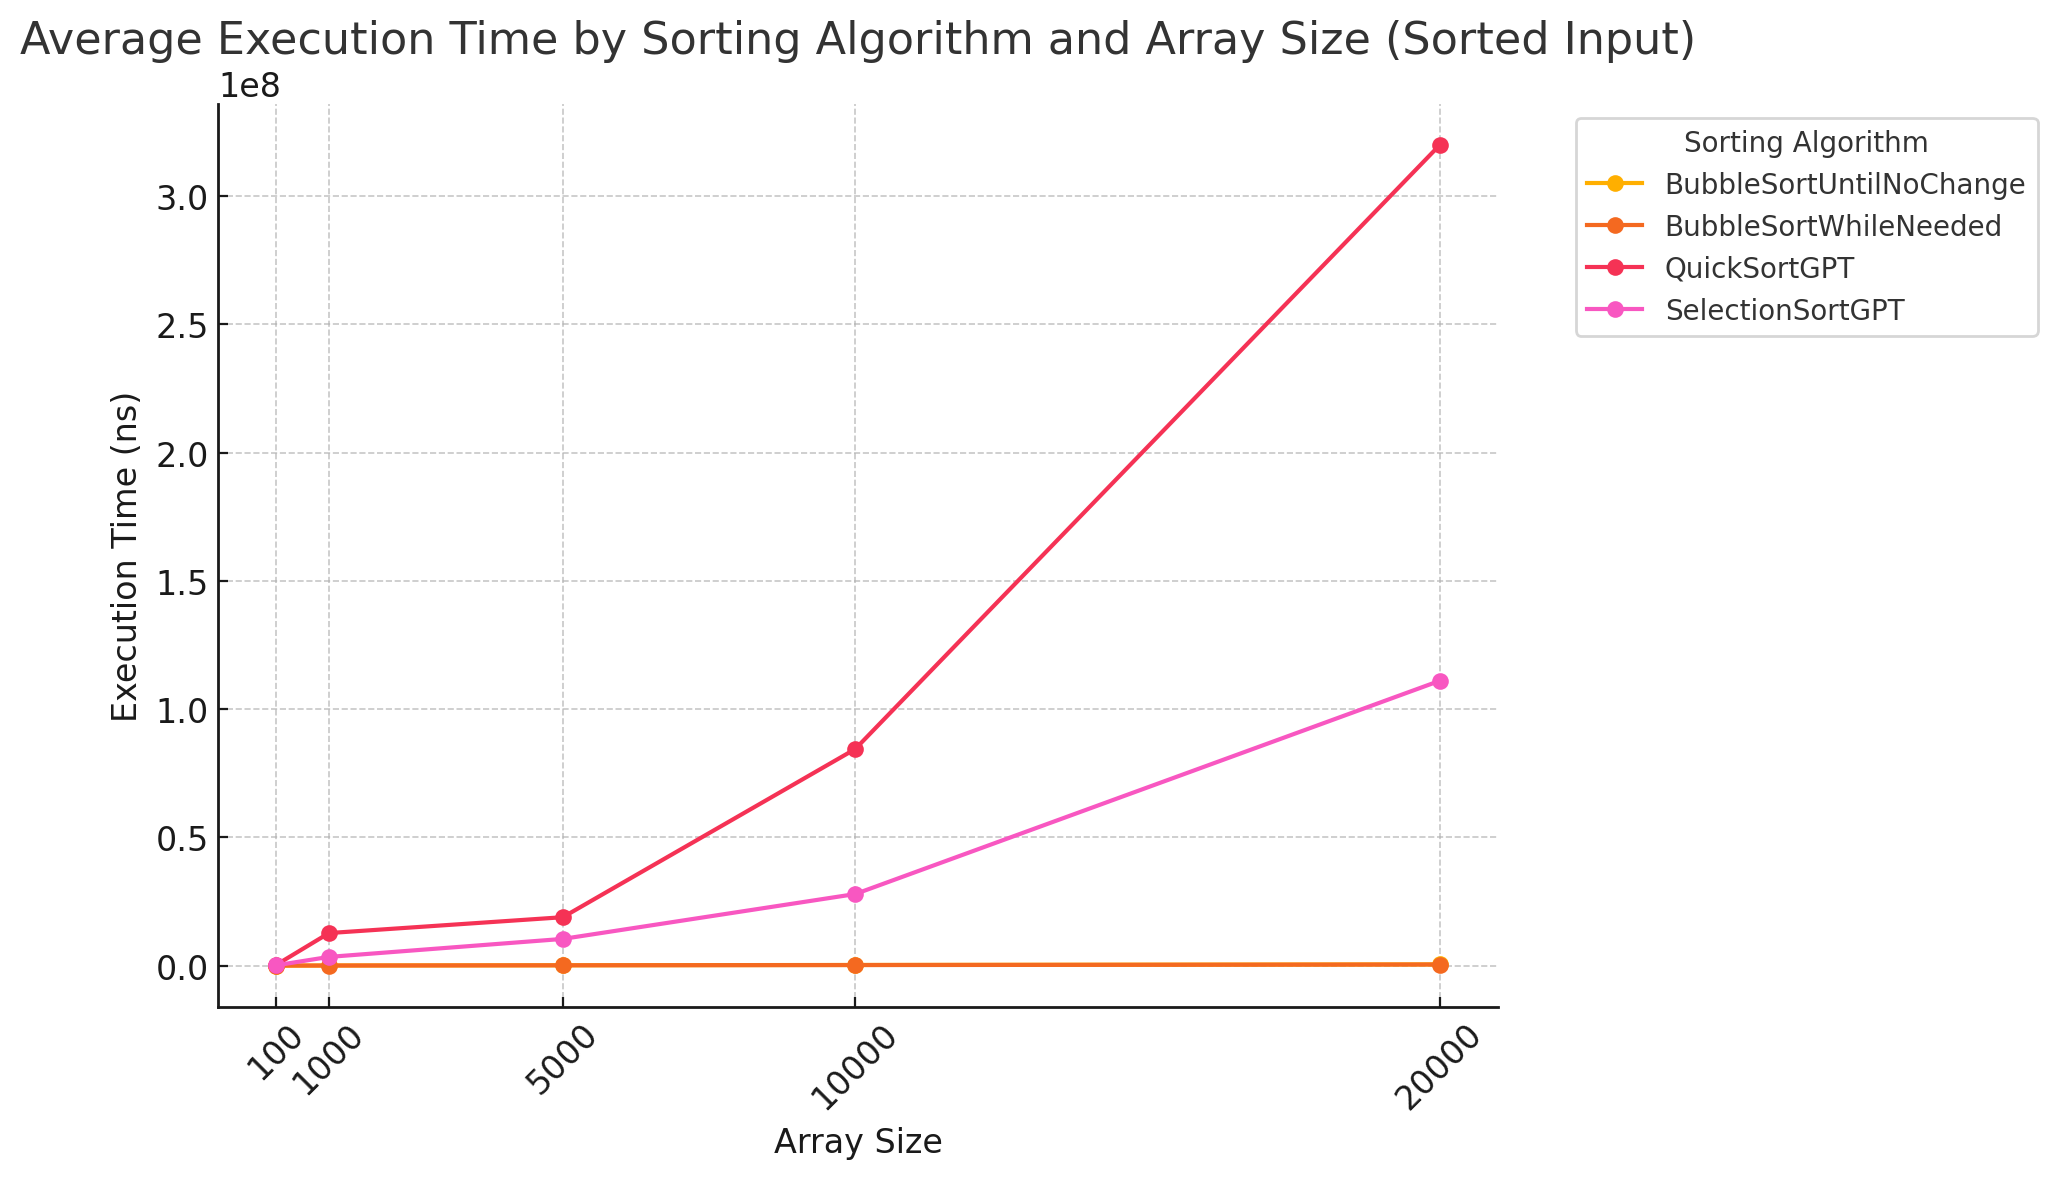 Average Execution Time by Sorting Algorithm and Array Size (Sorted Input)
1e8
3.0
2.5
2.0
1.5
1.0
0.5
0.0
Execution Time (ns)
100
1000
5000
10000
20000
Array Size
Sorting Algorithm
BubbleSortUntilNoChange
BubbleSortWhileNeeded
QuickSortGPT
SelectionSortGPT